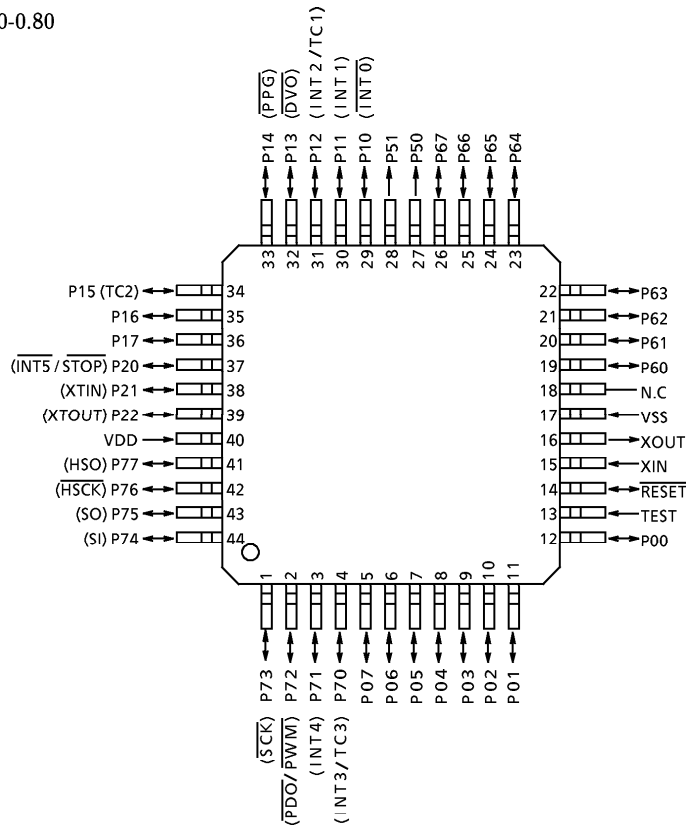 0-0.80
P14 (PPG)
P13 (DVO)
P12 (INT2/TC1)
P11 (INT1)
P10 (INT0)
P51
P50
P67
P66
P65
P64
33 32 31 30 29 28 27 26 25 24 23
P15 (TC2) 34
P16 35
P17 36
(INT5/STOP) P20 37
(XTIN) P21 38
(XTOUT) P22 39
VDD 40
(HSO) P77 41
(HSCK) P76 42
(SO) P75 43
(SI) P74 44
22 P63
21 P62
20 P61
19 P60
18 N.C
17 VSS
16 XOUT
15 XIN
14 RESET
13 TEST
12 P00
1 2 3 4 5 6 7 8 9 10 11
(SCK) P73
(PDO/PWM) P72
(INT4) P71
(INT3/TC3) P70
P07
P06
P05
P04
P03
P02
P01